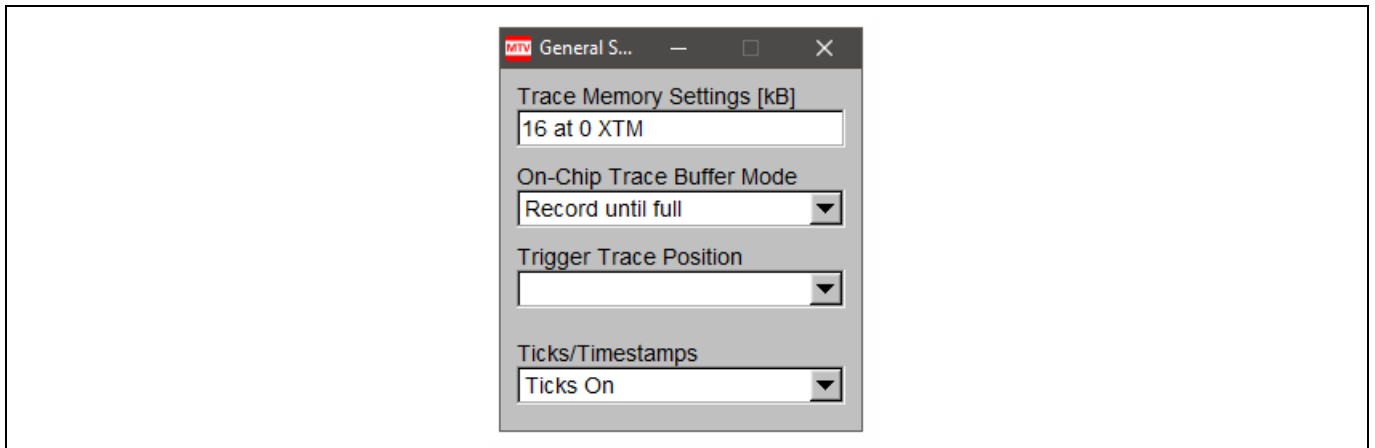 MTV General S...
Trace Memory Settings [kB]
16 at 0 XTM
On-Chip Trace Buffer Mode
Record until full
Trigger Trace Position
Ticks/Timestamps
Ticks On